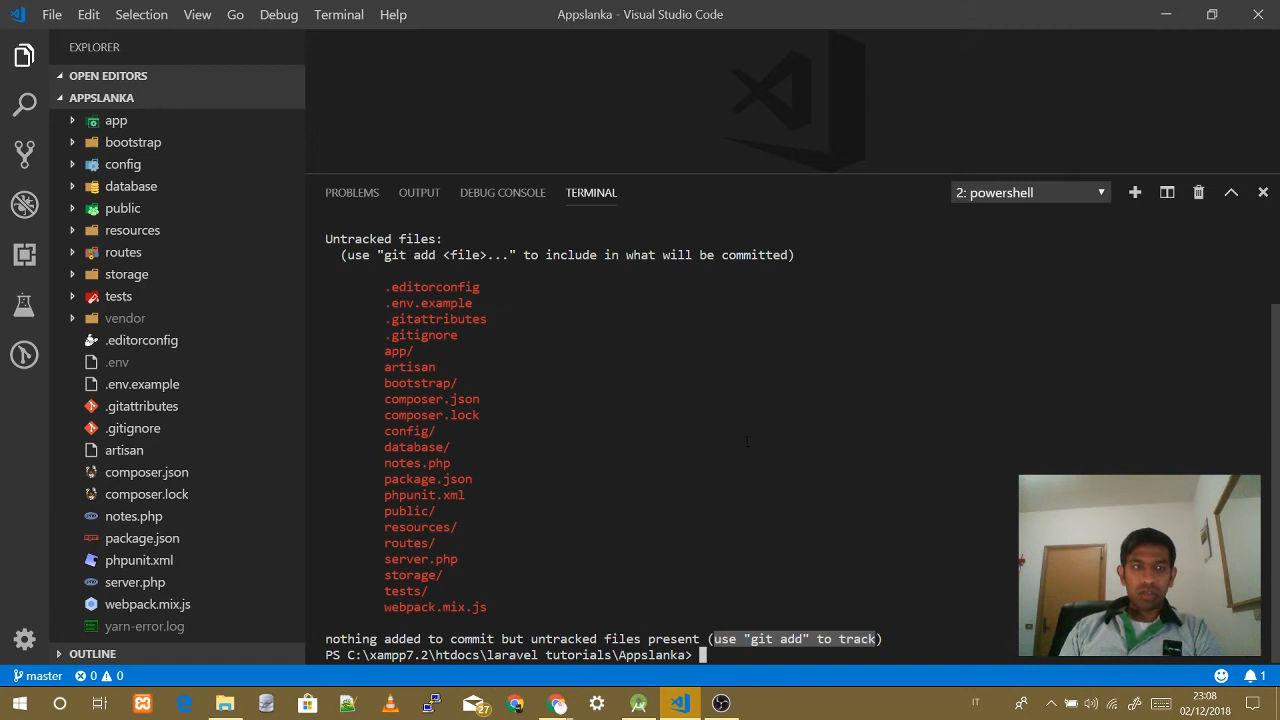 File Edit Selection View Go Debug Terminal Help
Appslanka - Visual Studio Code
EXPLORER
OPEN EDITORS
APPSLANKA
app
bootstrap
config
database
public
resources
routes
storage
tests
vendor
.editorconfig
.env
.env.example
.gitattributes
.gitignore
artisan
composer.json
composer.lock
notes.php
package.json
phpunit.xml
server.php
webpack.mix.js
yarn-error.log
OUTLINE
PROBLEMS OUTPUT DEBUG CONSOLE TERMINAL
2: powershell
Untracked files:
(use "git add <file>..." to include in what will be committed)
.editorconfig
.env.example
.gitattributes
.gitignore
app/
artisan
bootstrap/
composer.json
composer.lock
config/
database/
notes.php
package.json
phpunit.xml
public/
resources/
routes/
server.php
storage/
tests/
webpack.mix.js
nothing added to commit but untracked files present (use "git add" to track)
PS C:\xampp7.2\htdocs\laravel tutorials\Appslanka>
master 0 0
1
27
IT
23:08
02/12/2018